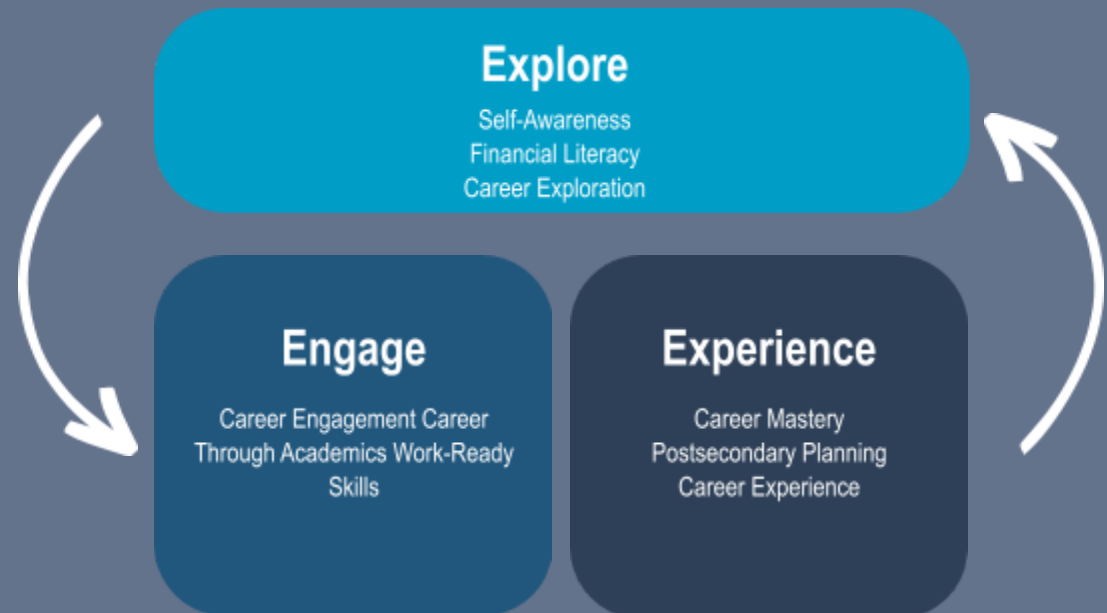 Explore
Self-Awareness
Financial Literacy
Career Exploration
Engage
Career Engagement Career
Through Academics Work-Ready
Skills
Experience
Career Mastery
Postsecondary Planning
Career Experience